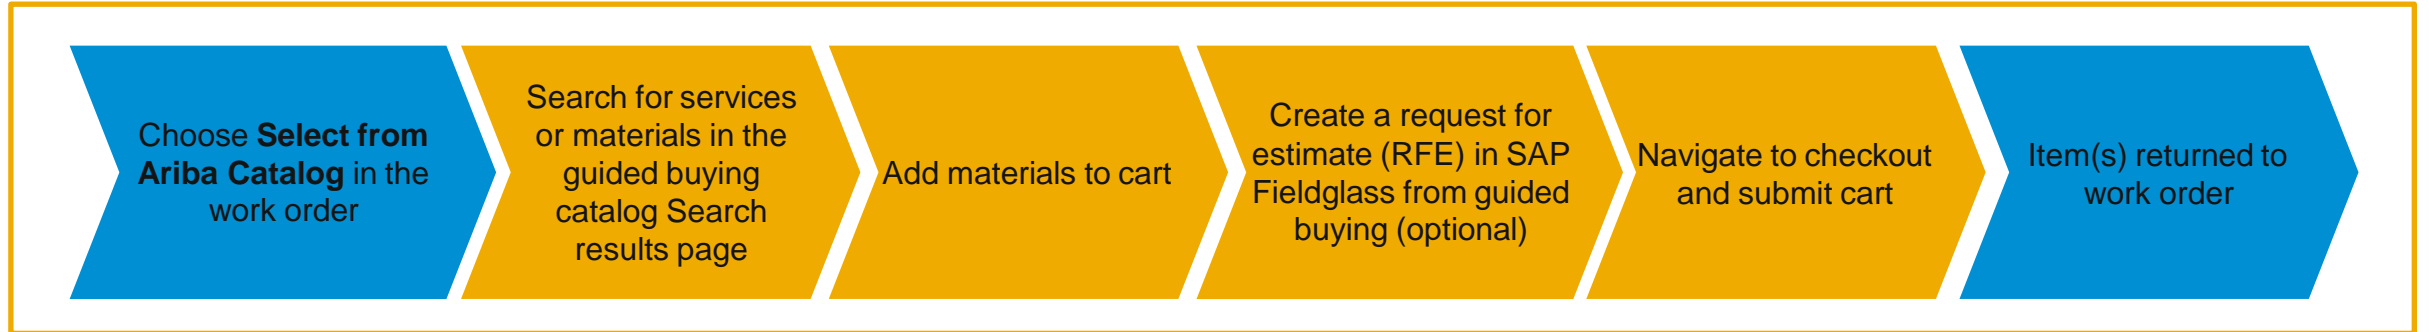 Choose Select from
Ariba Catalog in the
work order
Search for services
or materials in the
guided buying
catalog Search
results page
Add materials to cart
Create a request for
estimate (RFE) in SAP
Fieldglass from guided
buying (optional)
Navigate to checkout
and submit cart
Item(s) returned to
work order